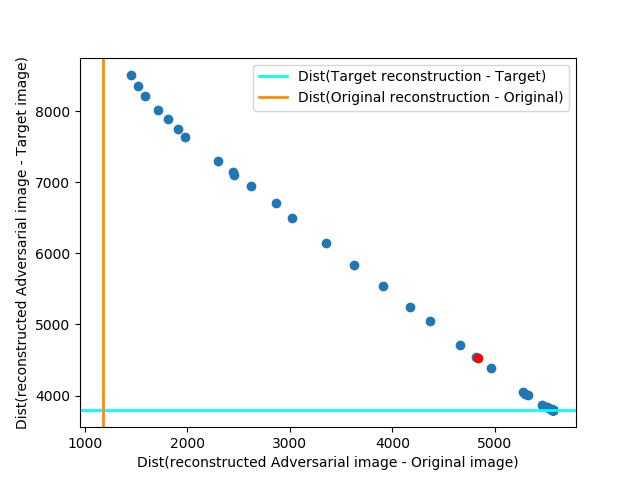 Dist(Target reconstruction - Target)
Dist(Original reconstruction - Original)
Dist(reconstructed Adversarial image - Target image)
8000
7000
6000
5000
4000
1000 2000 3000 4000 5000
Dist(reconstructed Adversarial image - Original image)